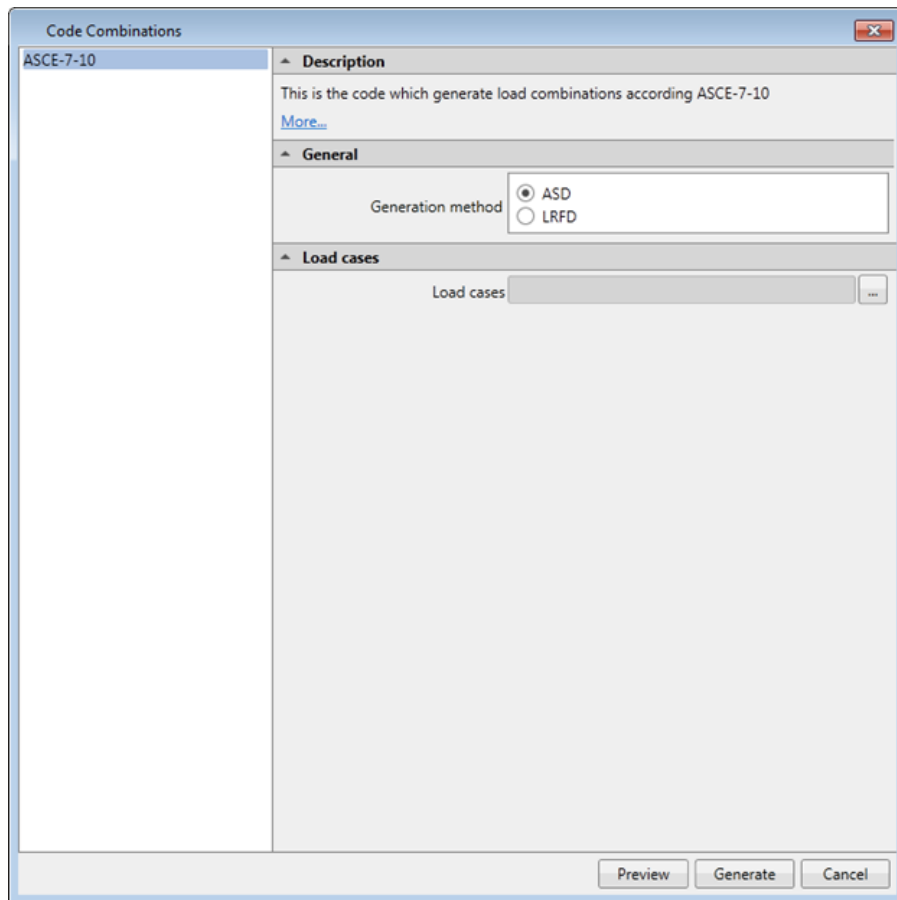 Code Combinations
ASCE-7-10
Description
This is the code which generate load combinations according ASCE-7-10
More...
General
Generation method
ASD
LRFD
Load cases
Load cases
...
Preview
Generate
Cancel